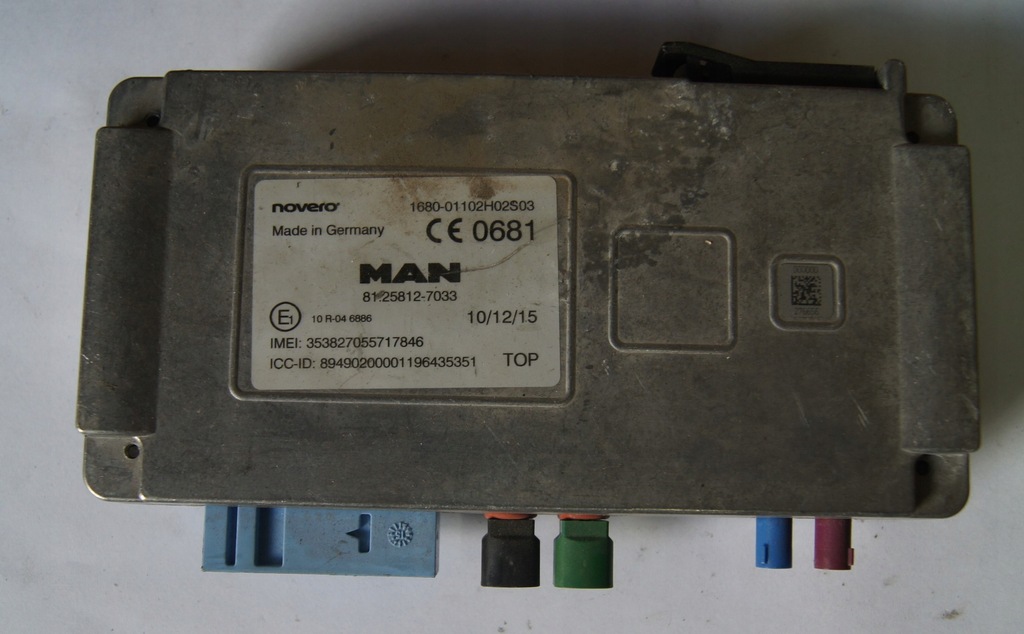 novero
1680-01102H02S03
Made in Germany
CE 0681
MAN
81.25812-7033
E1
10 R-04 6886
10/12/15
IMEI: 353827055717846
ICC-ID: 89490200001196435351
TOP